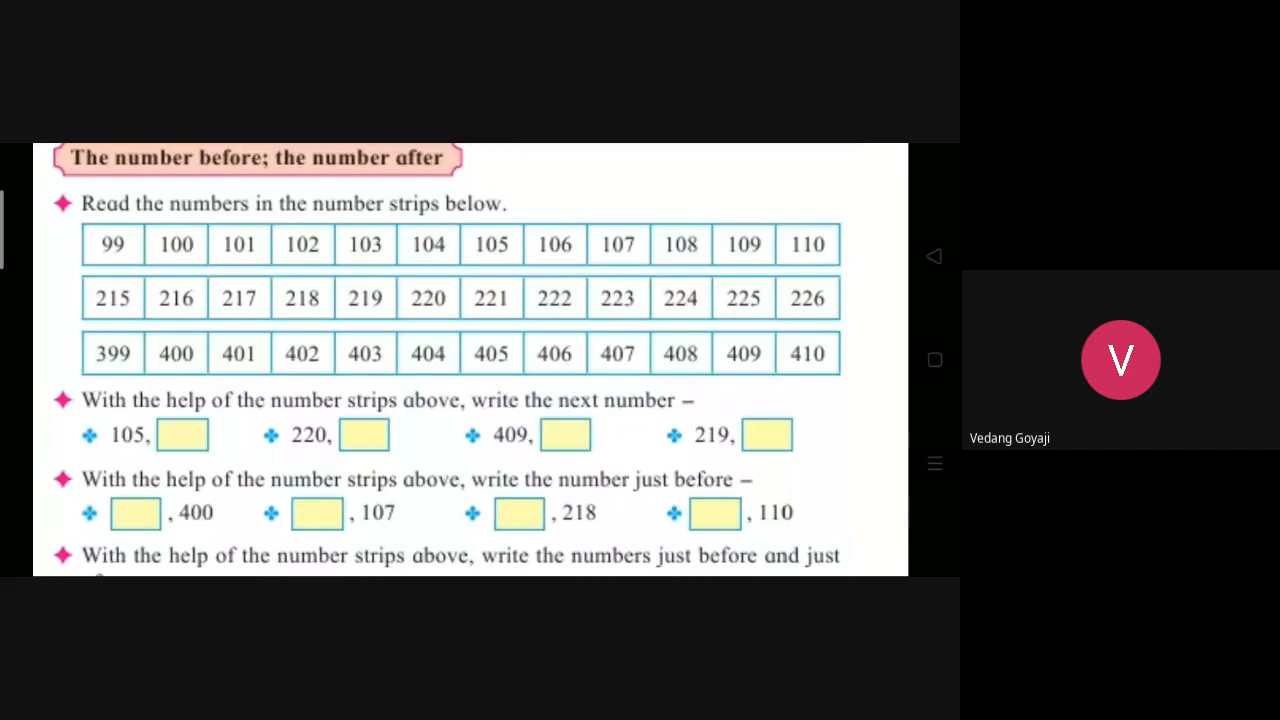 The number before; the number after
Read the numbers in the number strips below.
99 100 101 102 103 104 105 106 107 108 109 110
215 216 217 218 219 220 221 222 223 224 225 226
399 400 401 402 403 404 405 406 407 408 409 410
With the help of the number strips above, write the next number –
105, 220, 409, 219,
With the help of the number strips above, write the number just before –
, 400 , 107 , 218 , 110
With the help of the number strips above, write the numbers just before and just
V
Vedang Goyaji